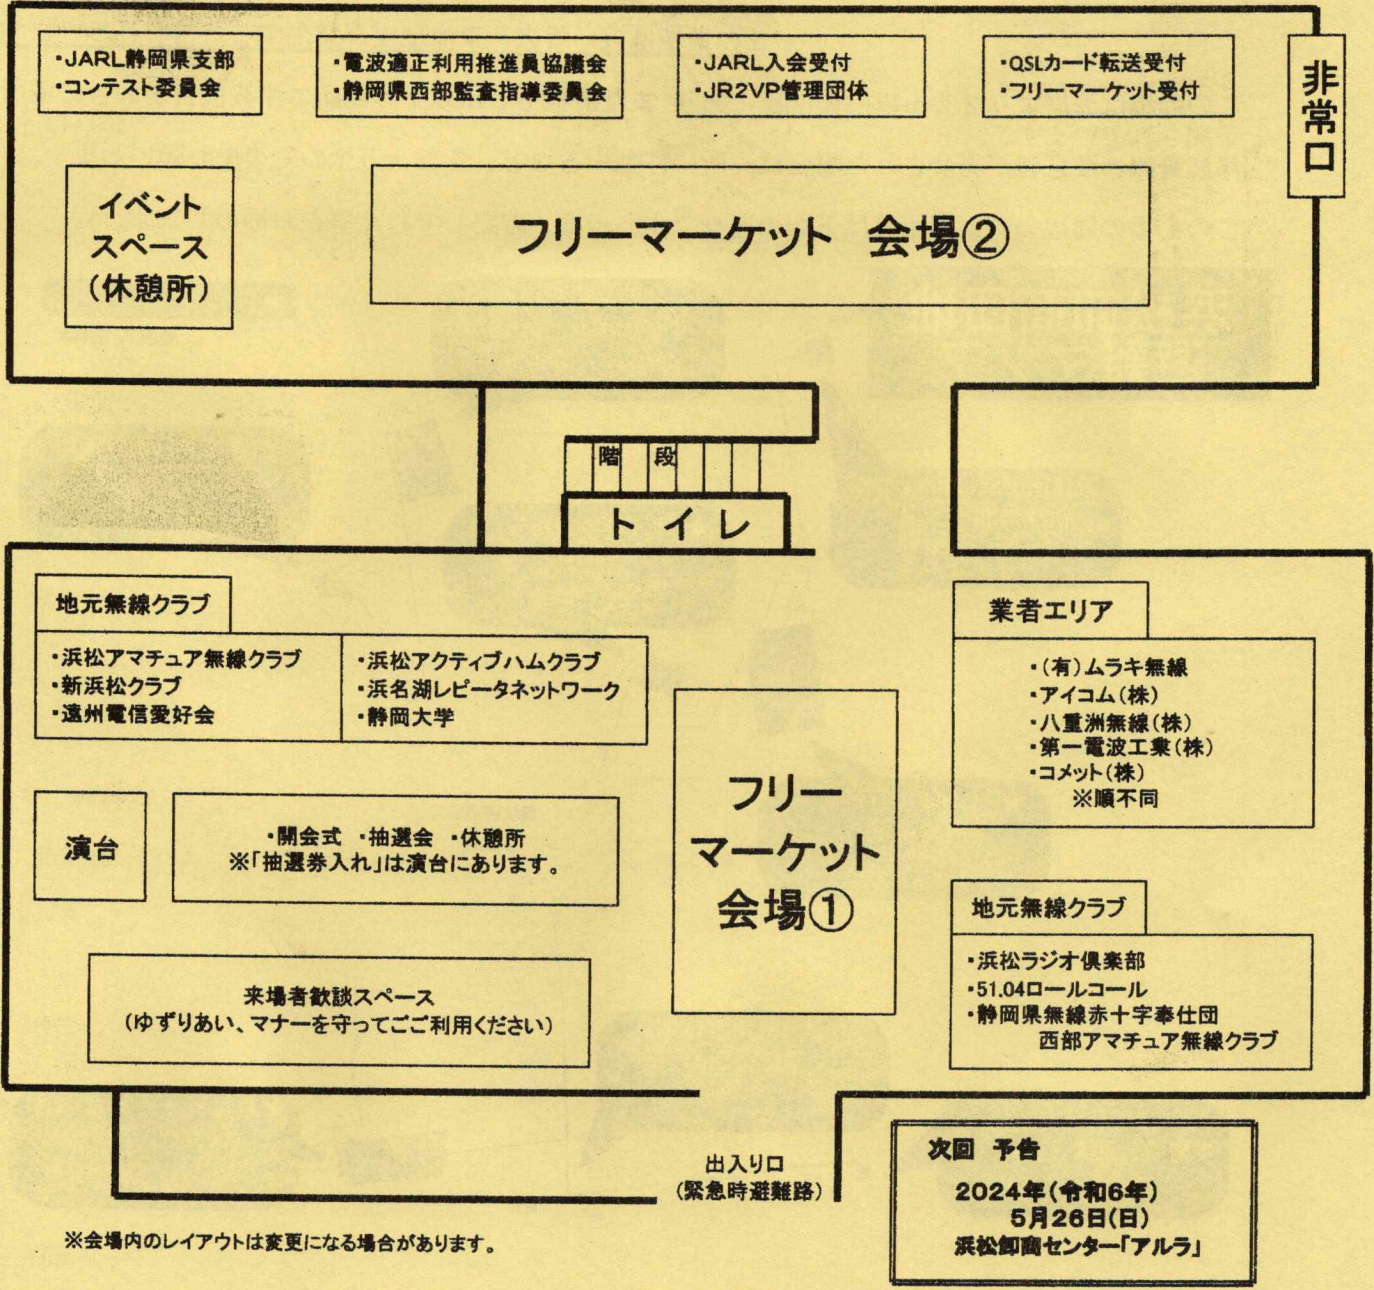 ・JARL静岡県支部
・コンテスト委員会
・電波適正利用推進員協議会
・静岡県西部監査指導委員会
・JARL入会受付
・JR2VP管理団体
・QSLカード転送受付
・フリーマーケット受付
非常口
イベント
スペース
(休憩所)
フリーマーケット 会場②
階 段
トイレ
地元無線クラブ
・浜松アマチュア無線クラブ
・新浜松クラブ
・遠州電信愛好会
・浜松アクティブハムクラブ
・浜名湖レピータネットワーク
・静岡大学
業者エリア
・(有)ムラキ無線
・アイコム(株)
・八重洲無線(株)
・第一電波工業(株)
・コメット(株)
※順不同
フリー
マーケット
会場①
演台
・開会式 ・抽選会 ・休憩所
※「抽選券入れ」は演台にあります。
地元無線クラブ
・浜松ラジオ倶楽部
・51.04ロールコール
・静岡県無線赤十字奉仕団
西部アマチュア無線クラブ
来場者歓談スペース
(ゆずりあい、マナーを守ってごご利用ください)
出入り口
(緊急時避難路)
次回 予告
2024年(令和6年)
5月26日(日)
浜松卸商センター「アルラ」
※会場内のレイアウトは変更になる場合があります。